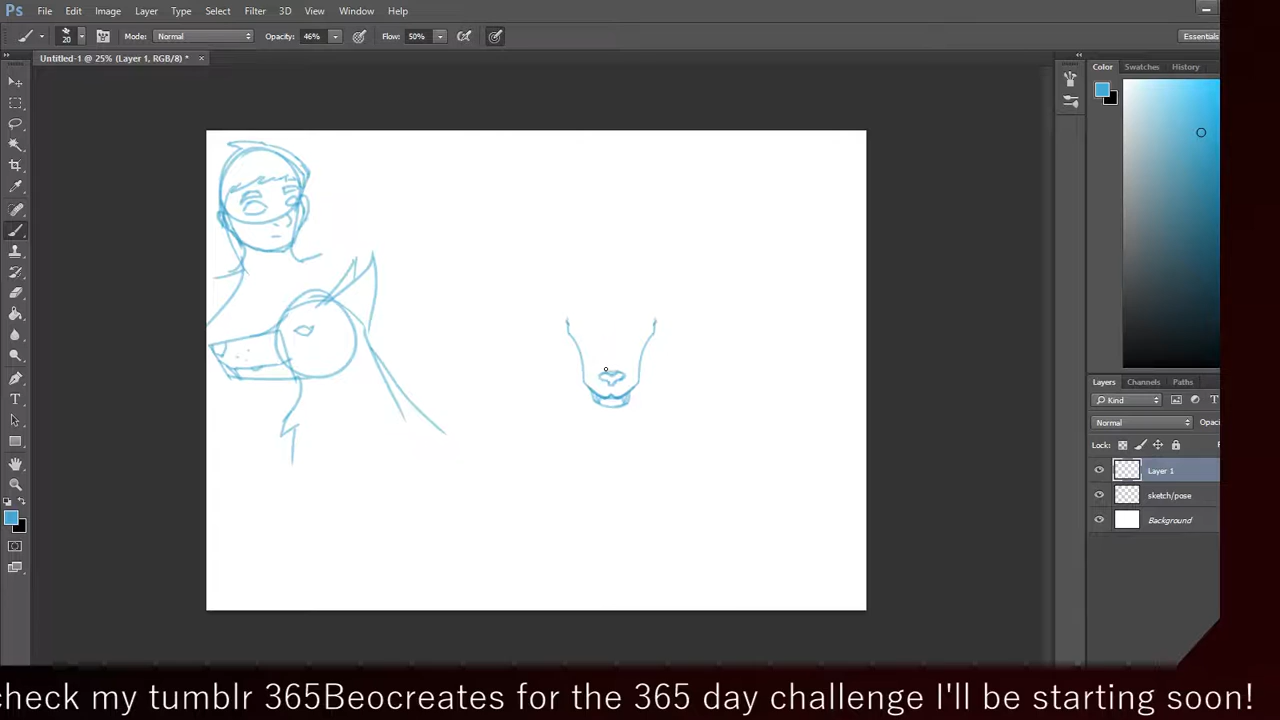 Ps File Edit Image Layer Type Select Filter 3D View Window Help
20 Mode: Normal Opacity: 46% Flow: 50% Essentials
Untitled-1 @ 25% (Layer 1, RGB/8) *
Color Swatches History
Layers Channels Paths
Kind
Normal
Lock:
Layer 1
sketch/pose
Background
check my tumblr 365Beocreates for the 365 day challenge I'll be starting soon!